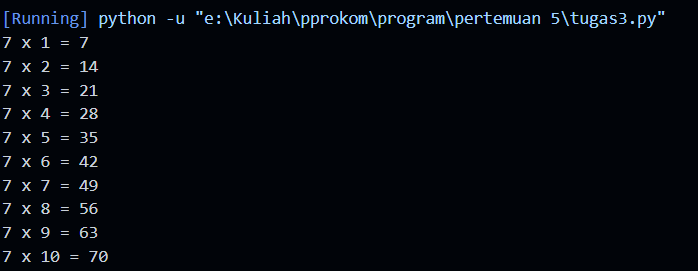 [Running] python -u "e:\Kuliah\pprokom\program\pertemuan 5\tugas3.py"
7 x 1 = 7
7 x 2 = 14
7 x 3 = 21
7 x 4 = 28
7 x 5 = 35
7 x 6 = 42
7 x 7 = 49
7 x 8 = 56
7 x 9 = 63
7 x 10 = 70